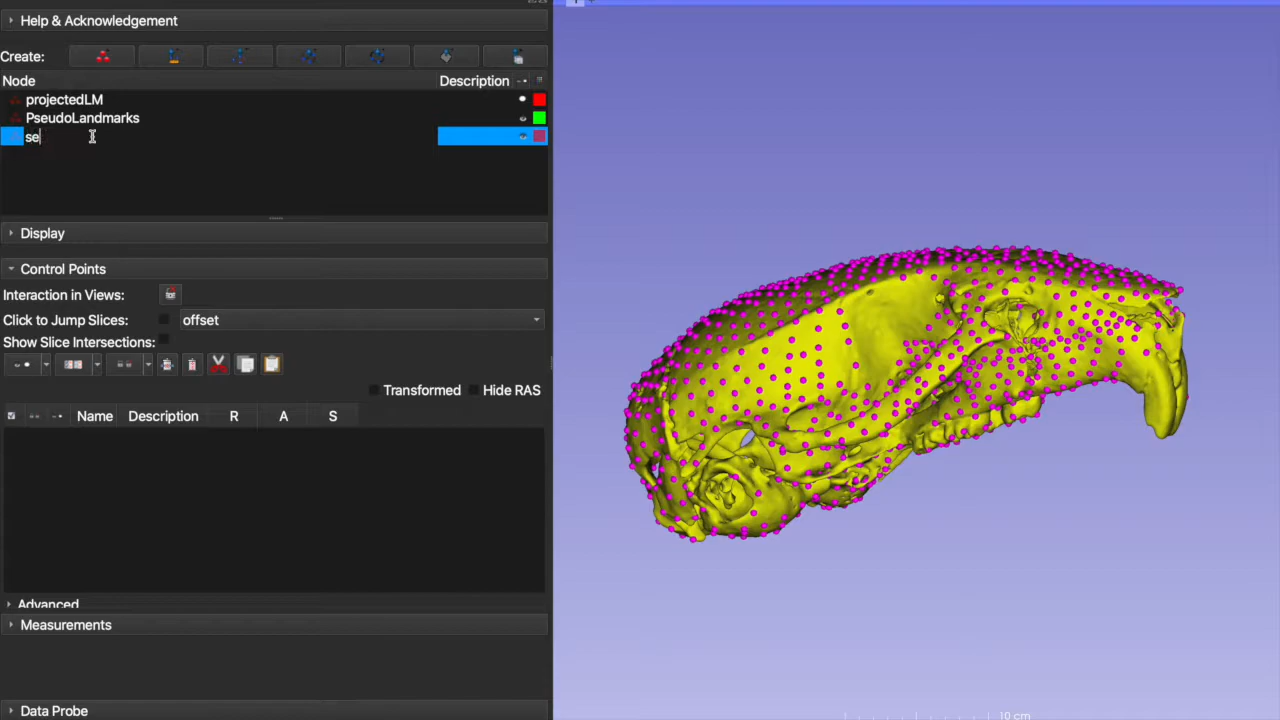 Help & Acknowledgement
Create:
Node Description
projectedLM
PseudoLandmarks
se
Display
Control Points
Interaction in Views:
Click to Jump Slices: offset
Show Slice Intersections:
Transformed Hide RAS
Name Description R A S
Advanced
Measurements
Data Probe
10 cm